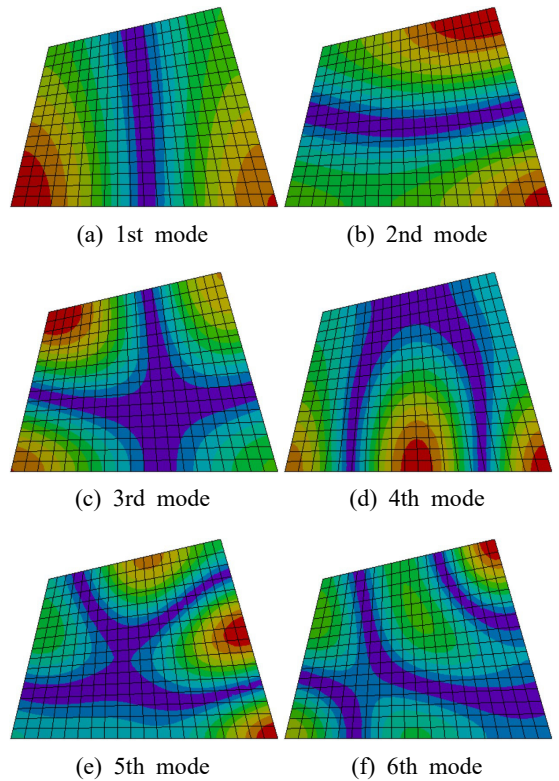 (a) 1st mode
(b) 2nd mode
(c) 3rd mode
(d) 4th mode
(e) 5th mode
(f) 6th mode